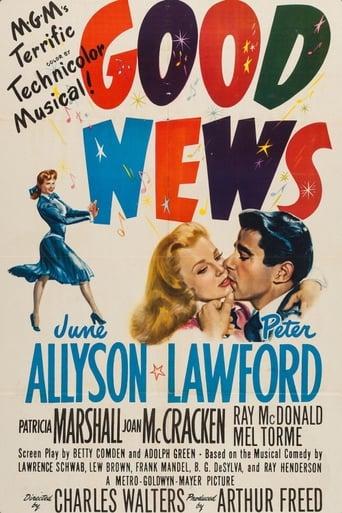 MGM's
Terrific
COLOR BY
Technicolor
Musical!
GOOD
NEWS
June Peter
ALLYSON LAWFORD
PATRICIA MARSHALL JOAN McCRACKEN RAY McDONALD
MEL TORME
Screen Play by BETTY COMDEN and ADOLPH GREEN - Based on the Musical Comedy by
LAWRENCE SCHWAB, LEW BROWN, FRANK MANDEL, B. G. DeSYLVA, and RAY HENDERSON
A METRO-GOLDWYN-MAYER PICTURE
Directed by CHARLES WALTERS Produced by ARTHUR FREED